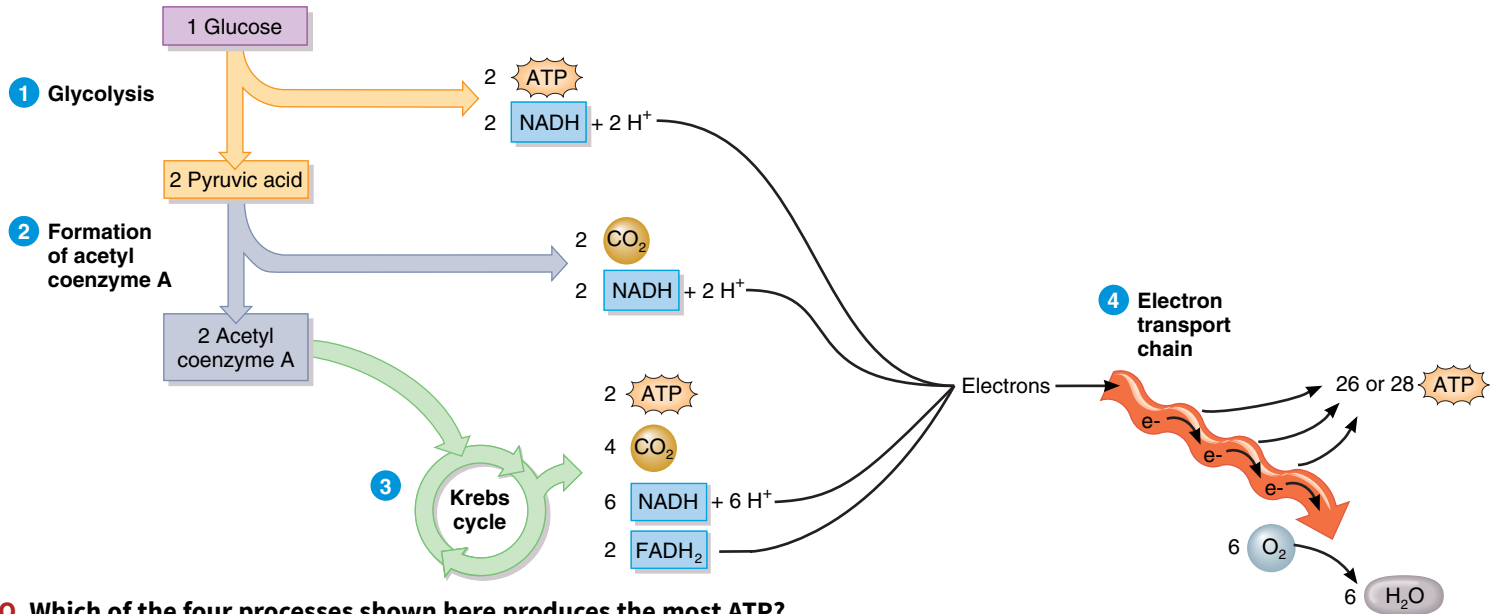 1 Glucose
1 Glycolysis
2 ATP
2 NADH + 2 H+
2 Pyruvic acid
2 Formation
of acetyl
coenzyme A
2 CO2
2 NADH + 2 H+
2 Acetyl
coenzyme A
3
Krebs
cycle
2 ATP
4 CO2
6 NADH + 6 H+
2 FADH2
Electrons
4 Electron
transport
chain
e-
e-
e-
26 or 28 ATP
6 O2
6 H2O
Q Which of the four processes shown here produces the most ATP?